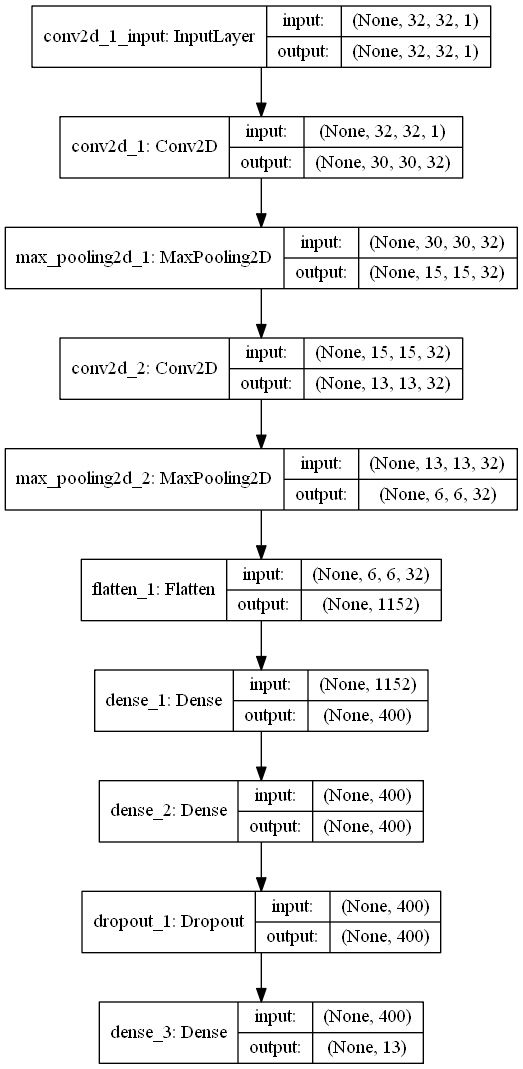 conv2d_1_input: InputLayer
input: (None, 32, 32, 1)
output: (None, 32, 32, 1)
conv2d_1: Conv2D
input: (None, 32, 32, 1)
output: (None, 30, 30, 32)
max_pooling2d_1: MaxPooling2D
input: (None, 30, 30, 32)
output: (None, 15, 15, 32)
conv2d_2: Conv2D
input: (None, 15, 15, 32)
output: (None, 13, 13, 32)
max_pooling2d_2: MaxPooling2D
input: (None, 13, 13, 32)
output: (None, 6, 6, 32)
flatten_1: Flatten
input: (None, 6, 6, 32)
output: (None, 1152)
dense_1: Dense
input: (None, 1152)
output: (None, 400)
dense_2: Dense
input: (None, 400)
output: (None, 400)
dropout_1: Dropout
input: (None, 400)
output: (None, 400)
dense_3: Dense
input: (None, 400)
output: (None, 13)